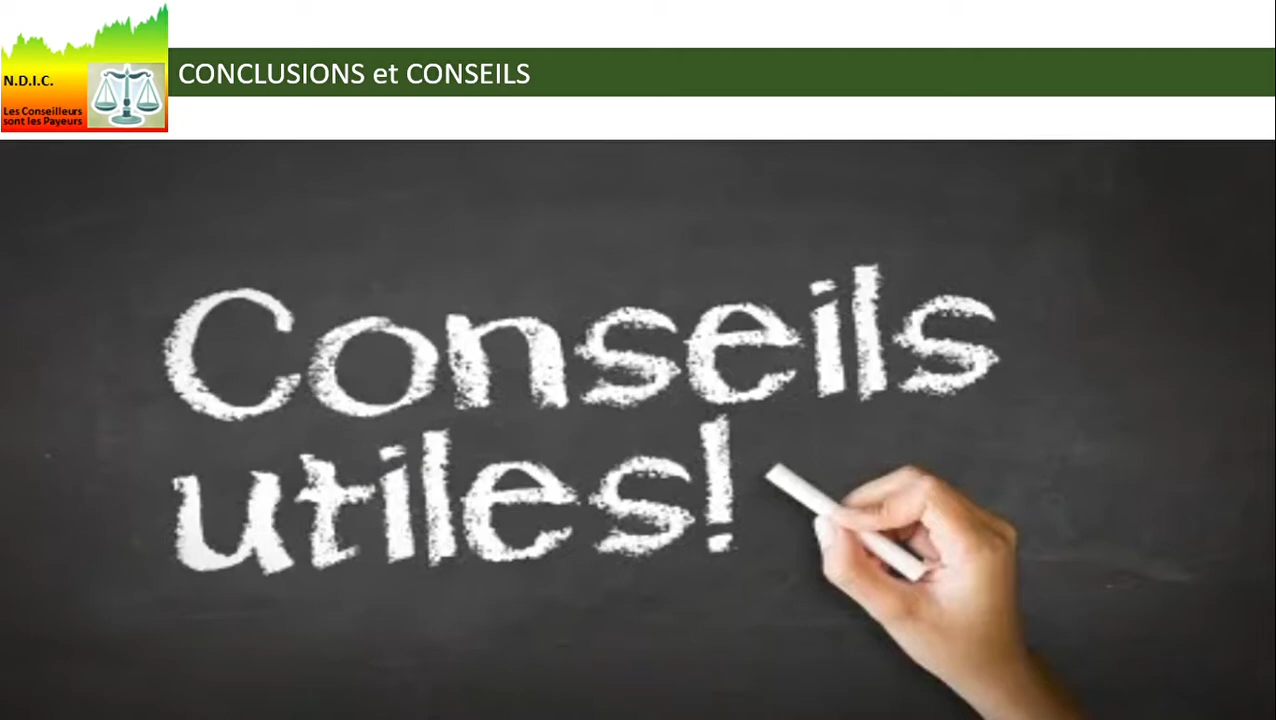 N.D.I.C.
Les Conseilleurs
sont les Payeurs
CONCLUSIONS et CONSEILS
Conseils
utiles!